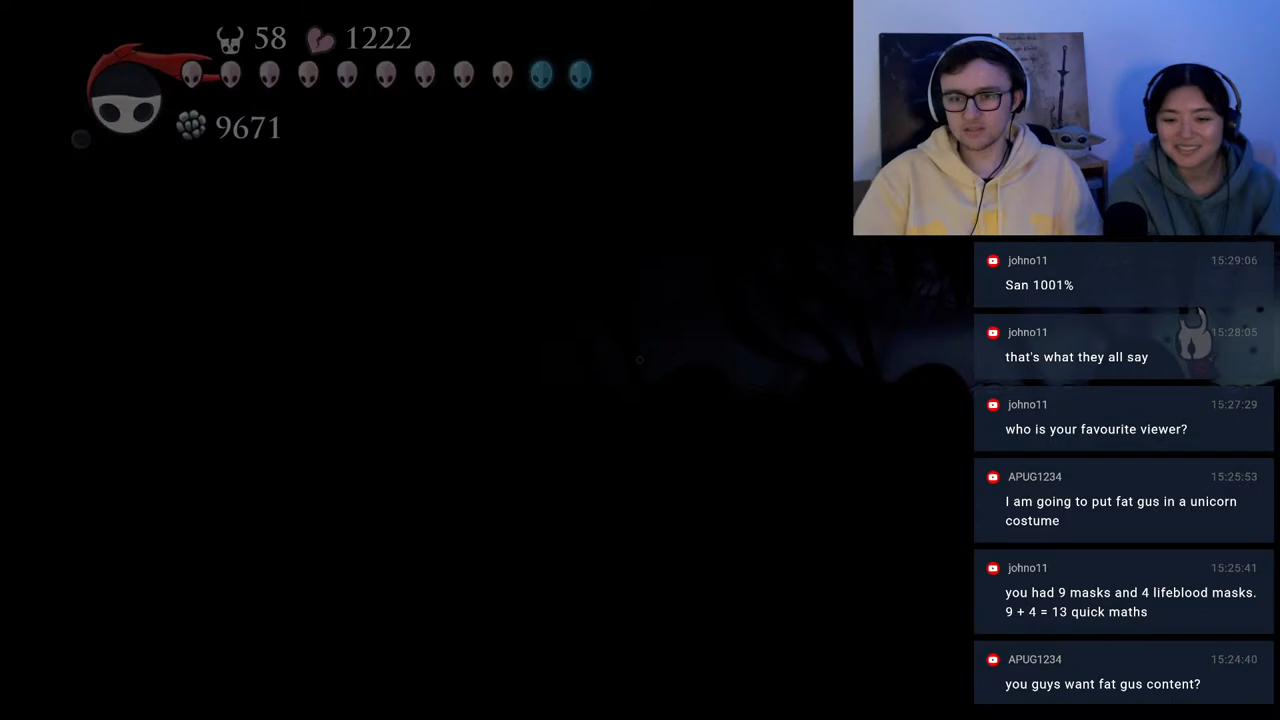 58 1222
9671
johno11 15:29:06
San 1001%
johno11 15:28:05
that's what they all say
johno11 15:27:29
who is your favourite viewer?
APUG1234 15:25:53
I am going to put fat gus in a unicorn
costume
johno11 15:25:41
you had 9 masks and 4 lifeblood masks.
9 + 4 = 13 quick maths
APUG1234 15:24:40
you guys want fat gus content?